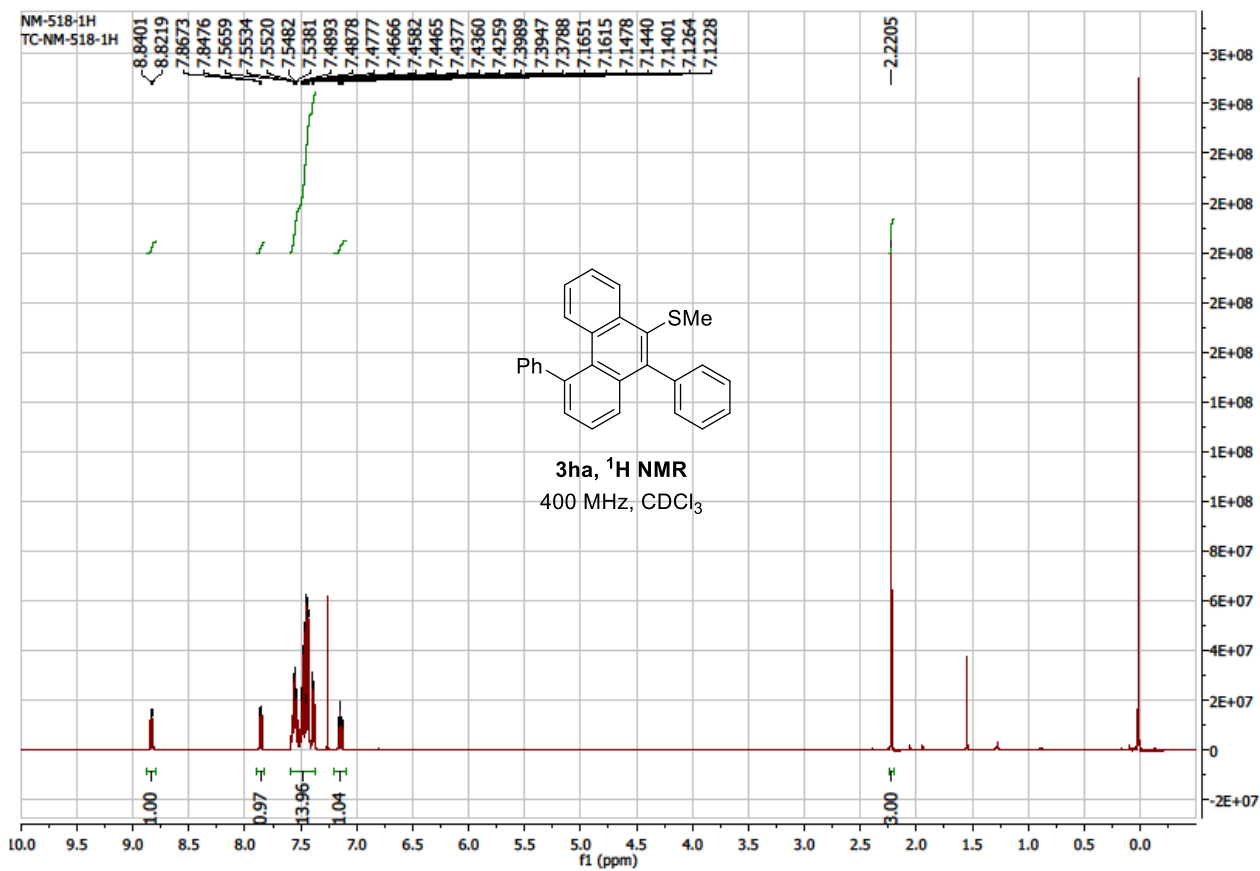 NM-518-1H
TC-NM-518-1H
8.8401
8.8219
7.8673
7.8476
7.5659
7.5534
7.5520
7.5482
7.5381
7.4893
7.4878
7.4777
7.4666
7.4582
7.4465
7.4377
7.4360
7.4259
7.3989
7.3947
7.3788
7.1651
7.1615
7.1478
7.1440
7.1401
7.1264
7.1228
2.2205
3E+08
3E+08
2E+08
2E+08
2E+08
2E+08
2E+08
1E+08
1E+08
1E+08
8E+07
6E+07
4E+07
2E+07
0
-2E+07
SMe
Ph
3ha, ¹H NMR
400 MHz, CDCl₃
1.00
0.97
13.96
1.04
3.00
10.0 9.5 9.0 8.5 8.0 7.5 7.0 6.5 6.0 5.5 5.0 4.5 4.0 3.5 3.0 2.5 2.0 1.5 1.0 0.5 0.0
f1 (ppm)